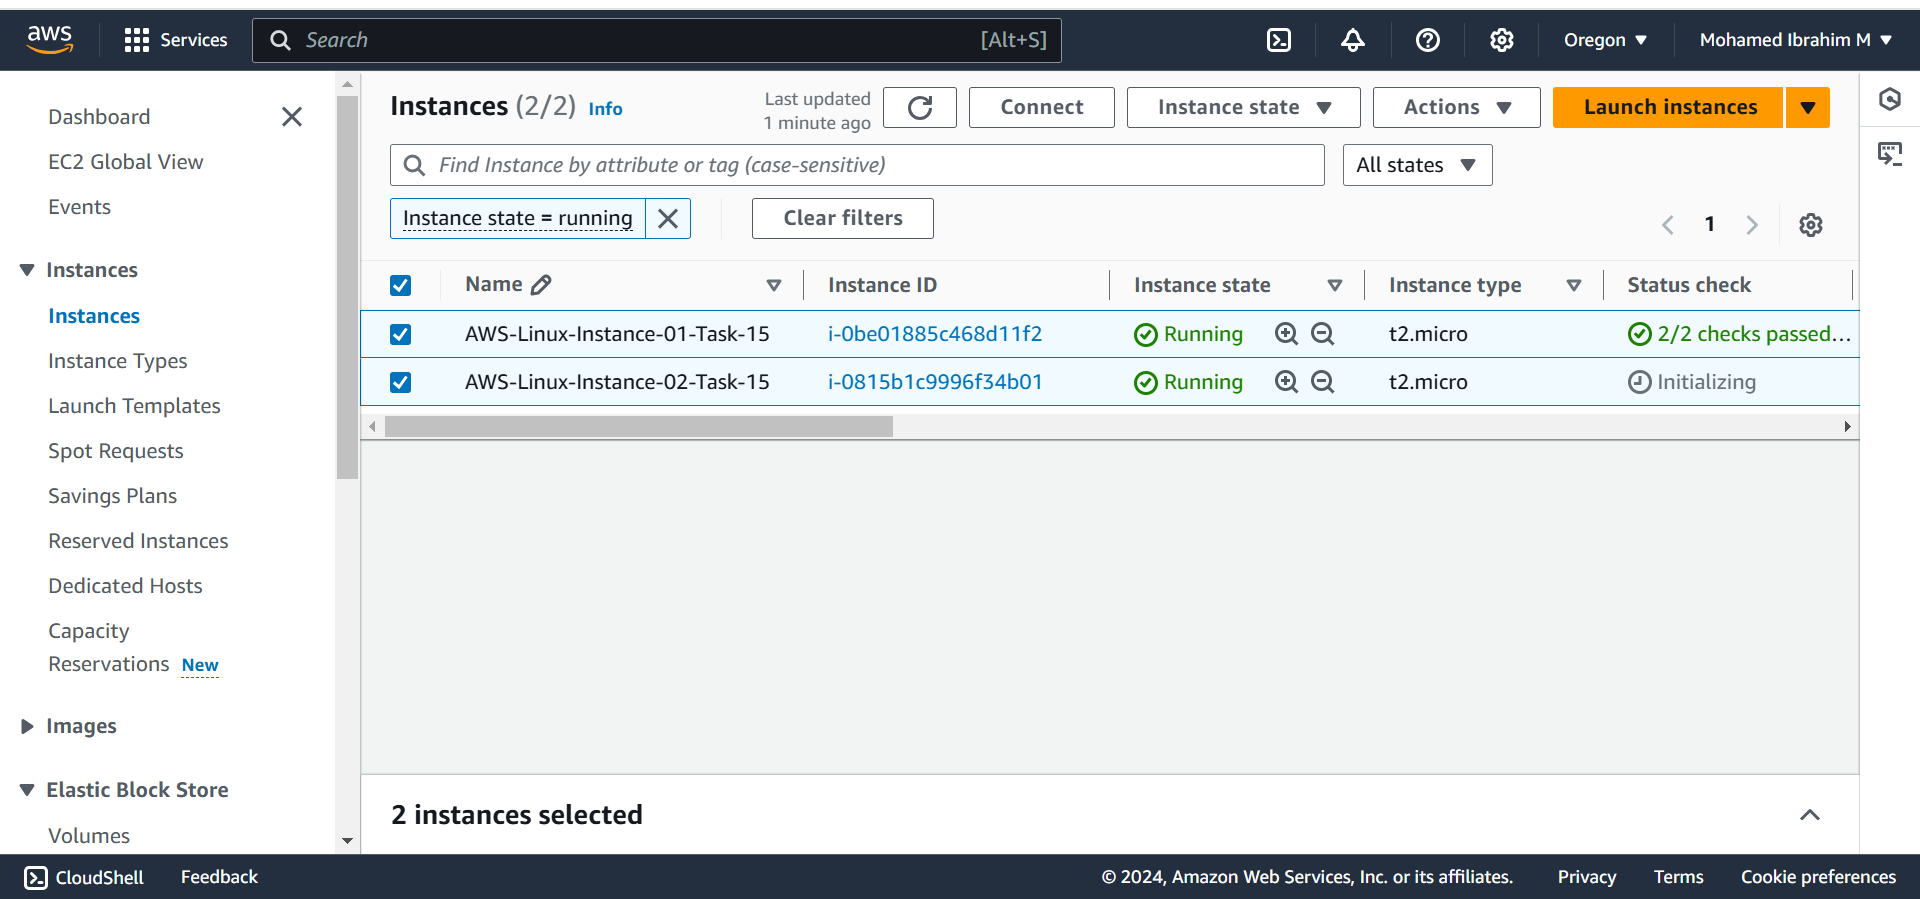 aws Services Search [Alt+S] Oregon Mohamed Ibrahim M
Dashboard
EC2 Global View
Events
Instances
Instances
Instance Types
Launch Templates
Spot Requests
Savings Plans
Reserved Instances
Dedicated Hosts
Capacity
Reservations New
Images
Elastic Block Store
Volumes
Instances (2/2) Info
Last updated
1 minute ago
Connect Instance state Actions Launch instances
Find Instance by attribute or tag (case-sensitive) All states
Instance state = running Clear filters 1
Name Instance ID Instance state Instance type Status check
AWS-Linux-Instance-01-Task-15 i-0be01885c468d11f2 Running t2.micro 2/2 checks passed...
AWS-Linux-Instance-02-Task-15 i-0815b1c9996f34b01 Running t2.micro Initializing
2 instances selected
CloudShell Feedback © 2024, Amazon Web Services, Inc. or its affiliates. Privacy Terms Cookie preferences